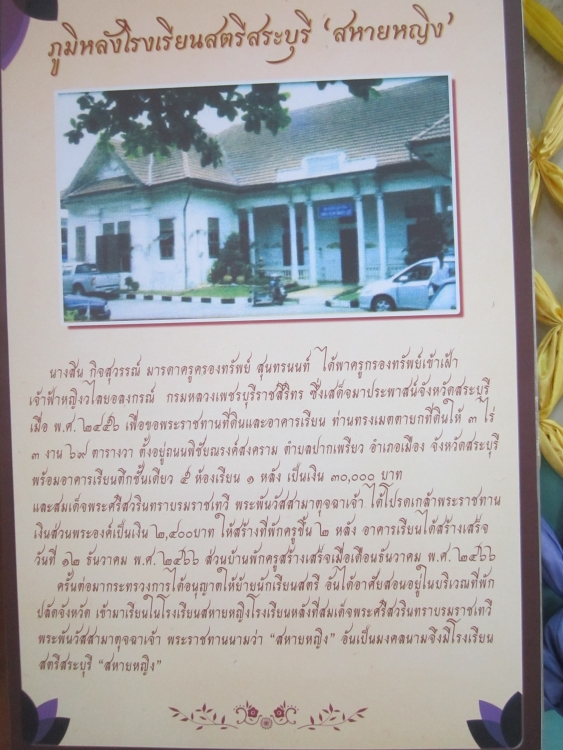 ภูมิหลังโรงเรียนสตรีสระบุรี ‘สหายหญิง’
นางสืน กิจสุวรรณ์ มารดาครูครองทรัพย์ สุนทรนนท์ ได้พาครูกรองทรัพย์เข้าเฝ้า
เจ้าฟ้าหญิงวไลยอลงกรณ์ กรมหลวงเพชรบุรีราชสิรินทร ซึ่งเสด็จมาประพาสน์จังหวัดสระบุรี
เมื่อ พ.ศ. ๒๔๕๖ เพื่อขอพระราชทานที่ดินและอาคารเรียน ท่านทรงเมตตายกที่ดินให้ ๓ ไร่
๓ งาน ๖๙ ตารางวา ตั้งอยู่ถนนพิชัยณรงค์สงคราม ตำบลปากเพรียว อำเภอเมือง จังหวัดสระบุรี
พร้อมอาคารเรียนตึกชั้นเดียว ๕ ห้องเรียน ๑ หลัง เป็นเงิน ๓๐,๐๐๐ บาท
และสมเด็จพระศรีสวรินทราบรมราชเทวี พระพันวัสสามาตุจฉาเจ้า ได้โปรดเกล้าพระราชทาน
เงินส่วนพระองค์เป็นเงิน ๒,๔๐๐บาท ให้สร้างที่พักครูขึ้น ๒ หลัง อาคารเรียนได้สร้างเสร็จ
วันที่ ๑๒ ธันวาคม พ.ศ. ๒๔๖๖ ส่วนบ้านพักครูสร้างเสร็จเมื่อเดือนธันวาคม พ.ศ. ๒๔๖๖
ครั้นต่อมากระทรวงการได้อนุญาตให้ย้ายนักเรียนสตรี อันได้อาศัยสอนอยู่ในบริเวณที่พัก
ปลัดจังหวัด เข้ามาเรียนในโรงเรียนสหายหญิงโรงเรียนหลังที่สมเด็จพระศรีสวรินทราบรมราชเทวี
พระพันวัสสามาตุจฉาเจ้า พระราชทานนามว่า “สหายหญิง” อันเป็นมงคลนามจึงมีโรงเรียน
สตรีสระบุรี “สหายหญิง”